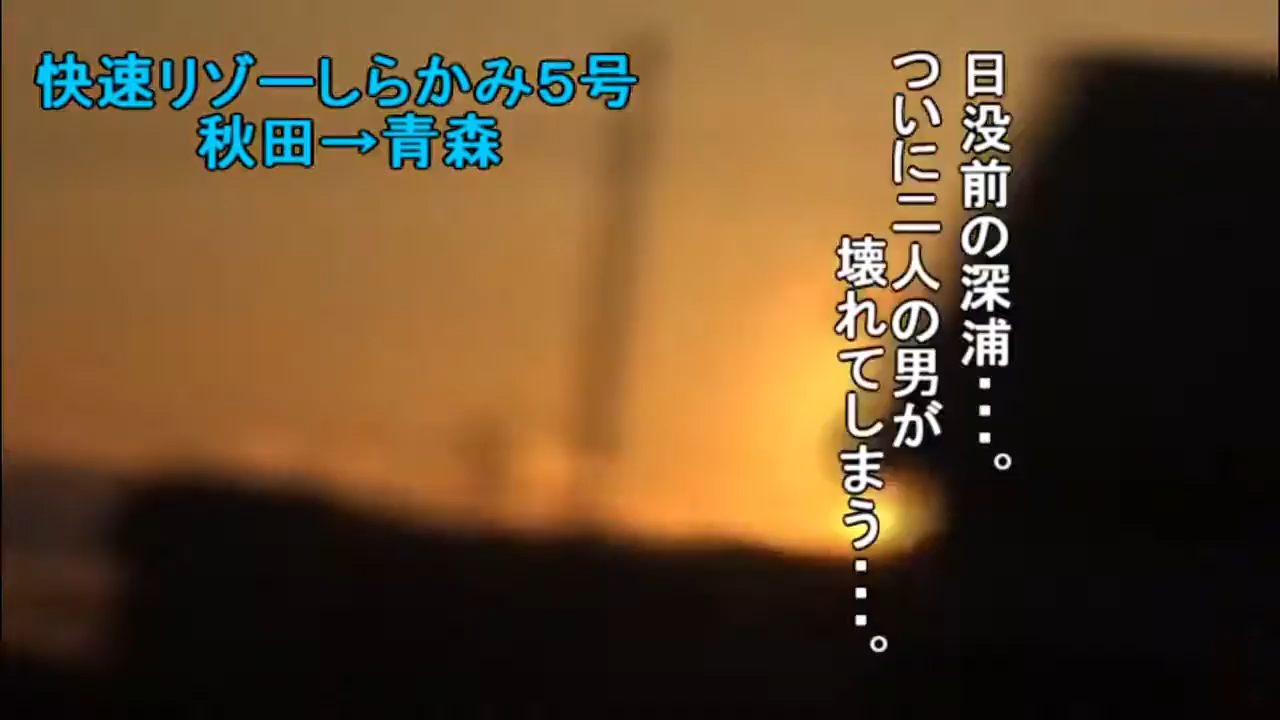 快速リゾーしらかみ５号
秋田→青森
日没前の深浦・・・。
ついに二人の男が
壊れてしまう・・・。